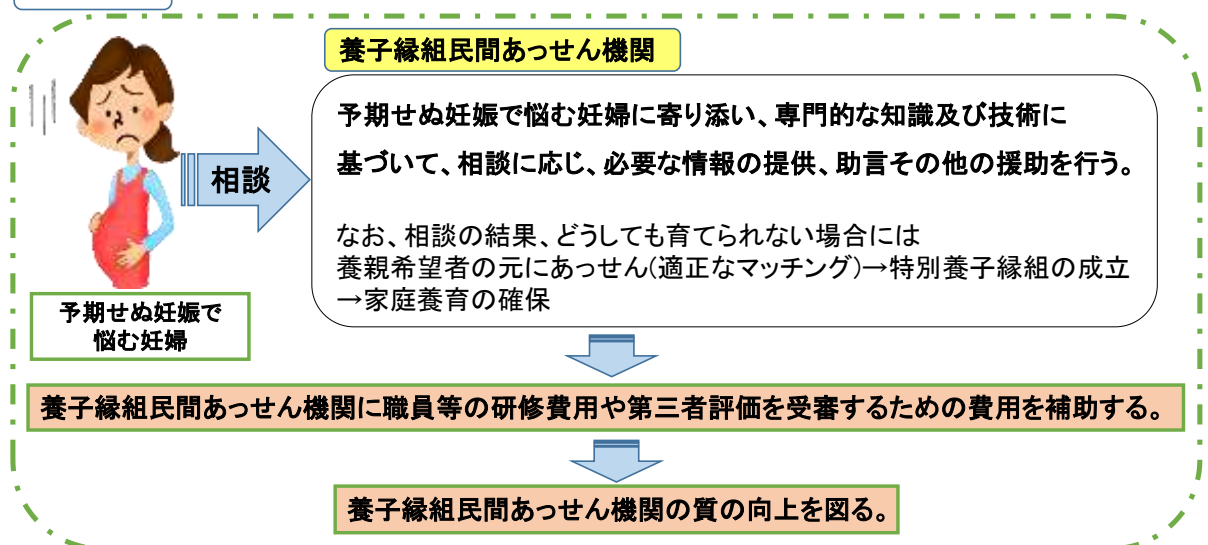 養子縁組民間あっせん機関
予期せぬ妊娠で悩む妊婦に寄り添い、専門的な知識及び技術に
基づいて、相談に応じ、必要な情報の提供、助言その他の援助を行う。
相談
なお、相談の結果、どうしても育てられない場合には
養親希望者の元にあっせん(適正なマッチング)→特別養子縁組の成立
→家庭養育の確保
予期せぬ妊娠で
悩む妊婦
養子縁組民間あっせん機関に職員等の研修費用や第三者評価を受審するための費用を補助する。
養子縁組民間あっせん機関の質の向上を図る。